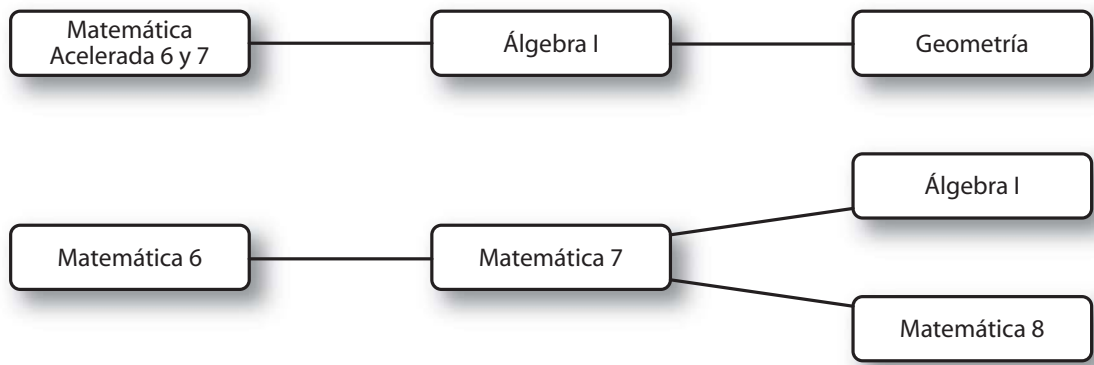 Matemática
Acelerada 6 y 7
Álgebra I
Geometría
Álgebra I
Matemática 6
Matemática 7
Matemática 8